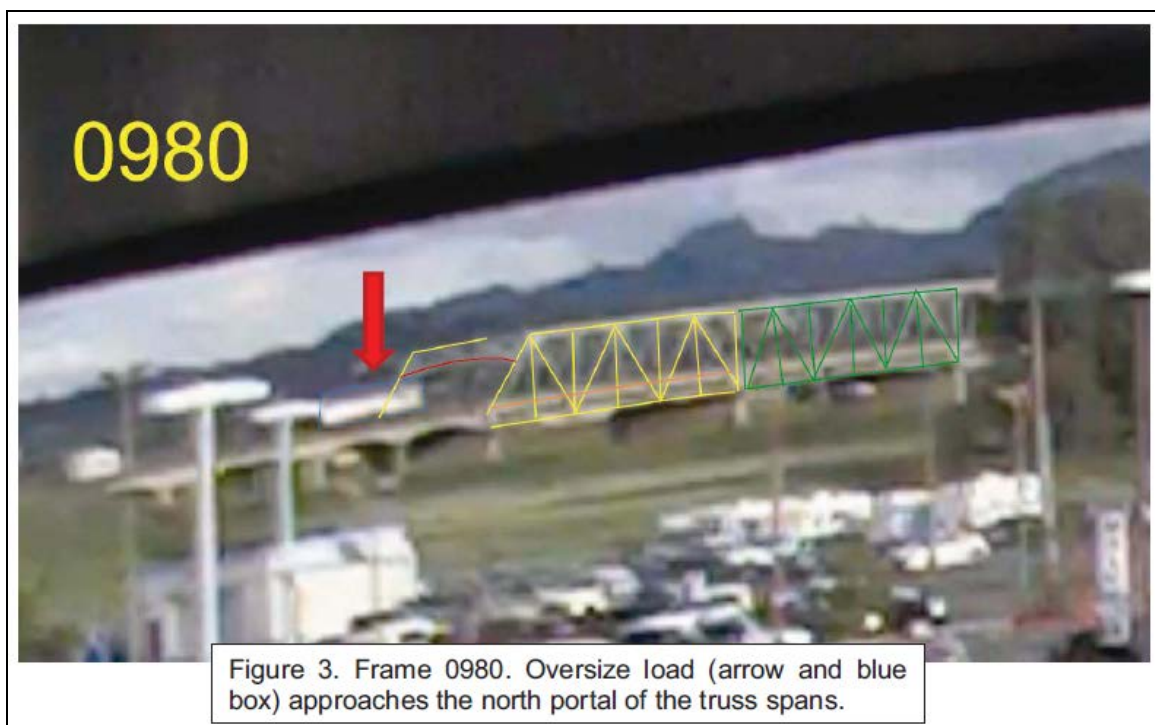 0980
Figure 3. Frame 0980. Oversize load (arrow and blue
box) approaches the north portal of the truss spans.